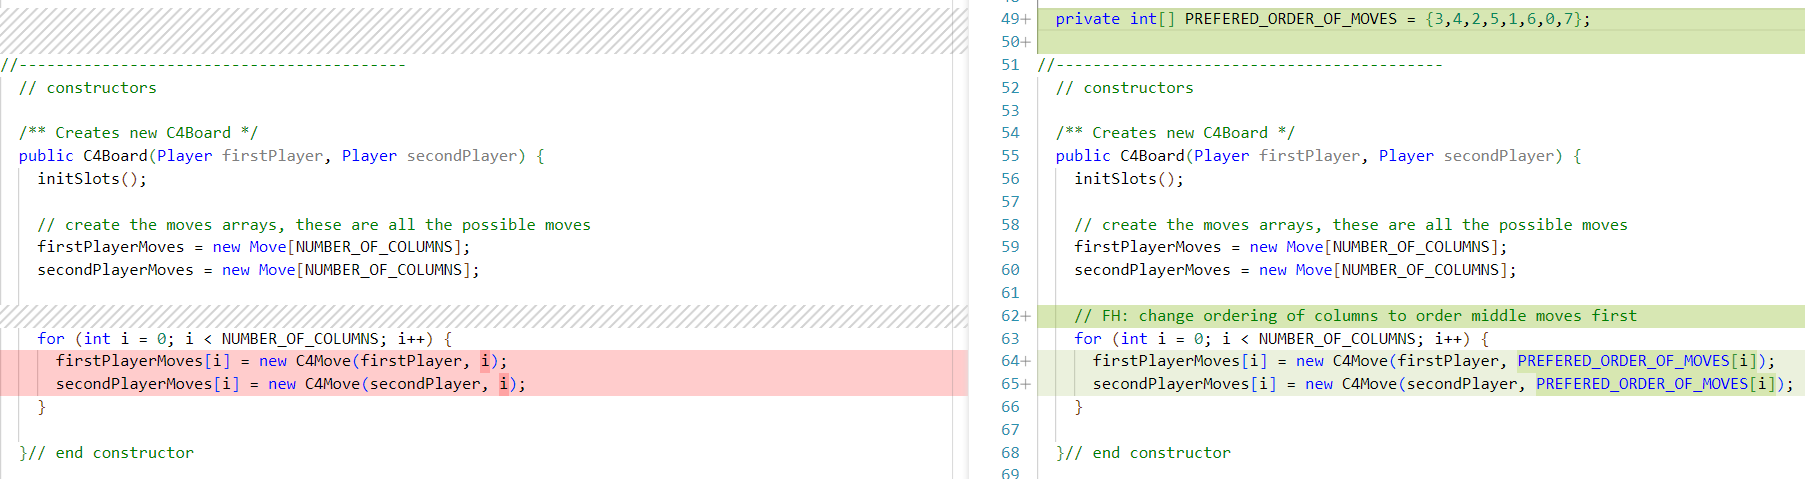 //------------------------------------------
// constructors
/** Creates new C4Board */
public C4Board(Player firstPlayer, Player secondPlayer) {
initSlots();
// create the moves arrays, these are all the possible moves
firstPlayerMoves = new Move[NUMBER_OF_COLUMNS];
secondPlayerMoves = new Move[NUMBER_OF_COLUMNS];
for (int i = 0; i < NUMBER_OF_COLUMNS; i++) {
firstPlayerMoves[i] = new C4Move(firstPlayer, i);
secondPlayerMoves[i] = new C4Move(secondPlayer, i);
}
}// end constructor
49+ private int[] PREFERED_ORDER_OF_MOVES = {3,4,2,5,1,6,0,7};
50+
51 //------------------------------------------
52 // constructors
53
54 /** Creates new C4Board */
55 public C4Board(Player firstPlayer, Player secondPlayer) {
56 initSlots();
57
58 // create the moves arrays, these are all the possible moves
59 firstPlayerMoves = new Move[NUMBER_OF_COLUMNS];
60 secondPlayerMoves = new Move[NUMBER_OF_COLUMNS];
61
62+ // FH: change ordering of columns to order middle moves first
63 for (int i = 0; i < NUMBER_OF_COLUMNS; i++) {
64+ firstPlayerMoves[i] = new C4Move(firstPlayer, PREFERED_ORDER_OF_MOVES[i]);
65+ secondPlayerMoves[i] = new C4Move(secondPlayer, PREFERED_ORDER_OF_MOVES[i]);
66 }
67
68 }// end constructor
69